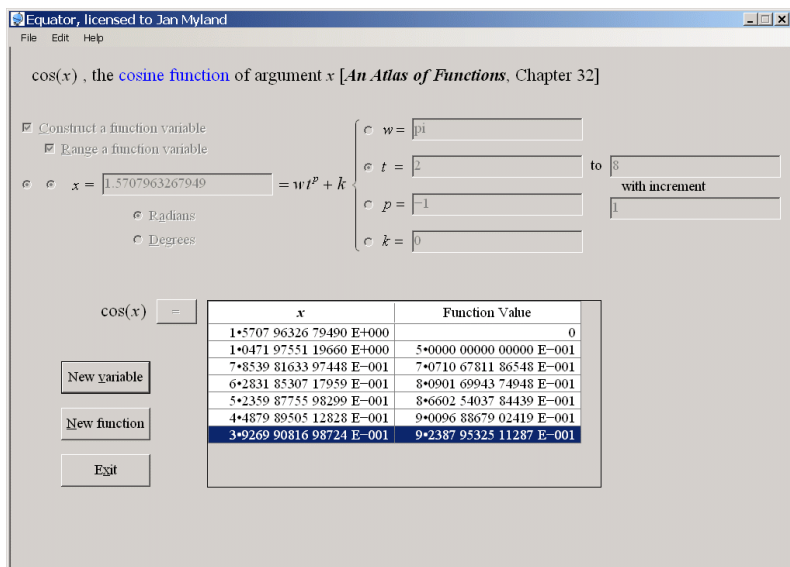 Equator, licensed to Jan Myland
File Edit Help
cos(x) , the cosine function of argument x [An Atlas of Functions, Chapter 32]
Construct a function variable
Range a function variable
x = 1.5707963267949 = wt^p + k
Radians
Degrees
w = pi
t = 2 to 8
with increment
1
p = −1
k = 0
cos(x) =
x Function Value
1•5707 96326 79490 E+000 0
1•0471 97551 19660 E+000 5•0000 00000 00000 E−001
7•8539 81633 97448 E−001 7•0710 67811 86548 E−001
6•2831 85307 17959 E−001 8•0901 69943 74948 E−001
5•2359 87755 98299 E−001 8•6602 54037 84439 E−001
4•4879 89505 12828 E−001 9•0096 88679 02419 E−001
3•9269 90816 98724 E−001 9•2387 95325 11287 E−001
New variable
New function
Exit